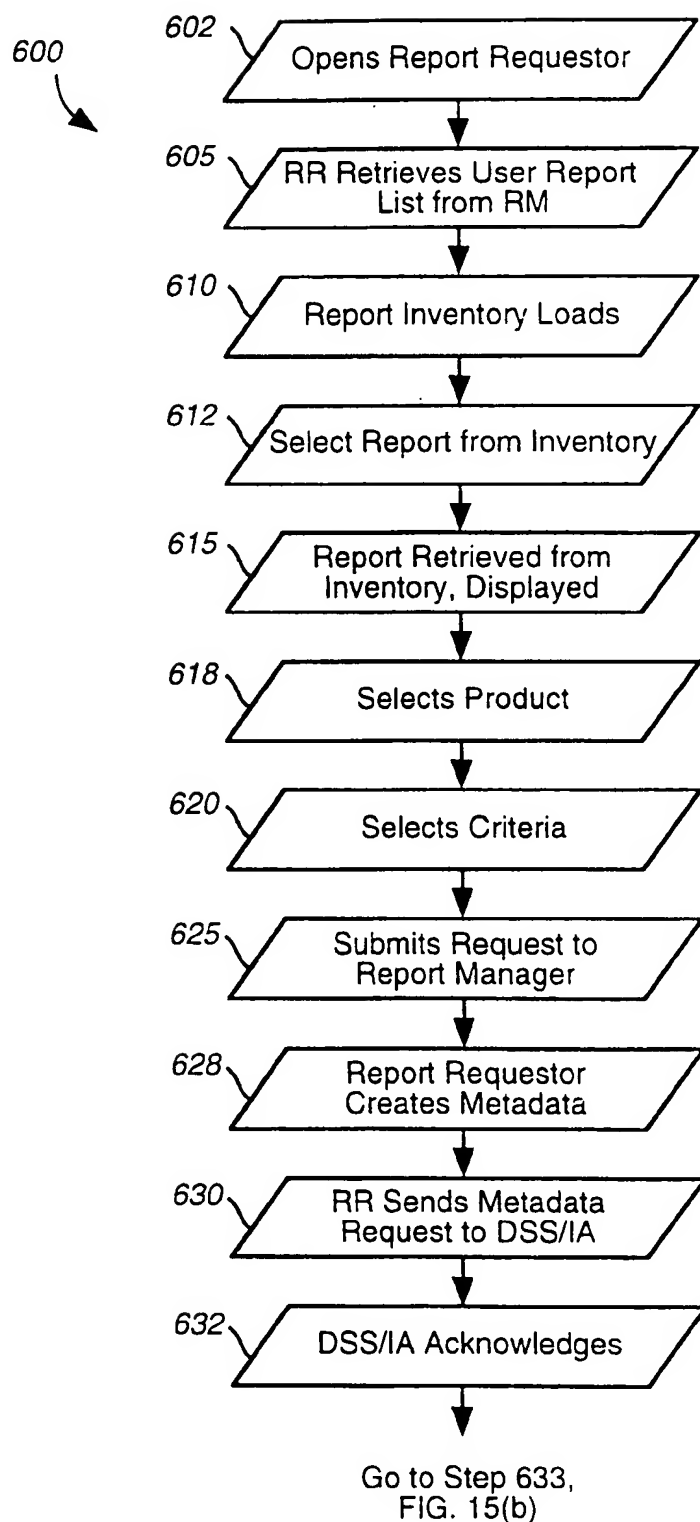 600
602
Opens Report Requestor
605
RR Retrieves User Report
List from RM
610
Report Inventory Loads
612
Select Report from Inventory
615
Report Retrieved from
Inventory, Displayed
618
Selects Product
620
Selects Criteria
625
Submits Request to
Report Manager
628
Report Requestor
Creates Metadata
630
RR Sends Metadata
Request to DSS/IA
632
DSS/IA Acknowledges
Go to Step 633,
FIG. 15(b)